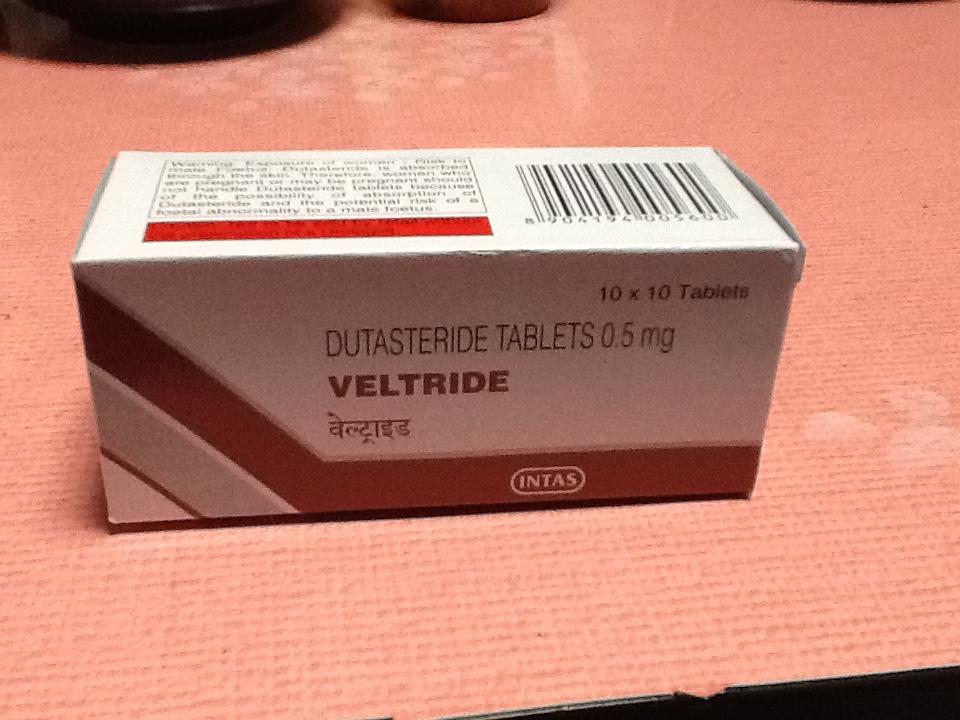 Warning: Exposure of women - Risk to
male Foetus: Dutasteride is absorbed
through the skin. Therefore, women who
are pregnant or may be pregnant should
not handle Dutasteride tablets because
of the possibility of absorption of
Dutasteride and the potential risk of a
foetal abnormality to a male foetus.
8 904194 005600
10 x 10 Tablets
DUTASTERIDE TABLETS 0.5 mg
VELTRIDE
वेल्ट्राइड
INTAS